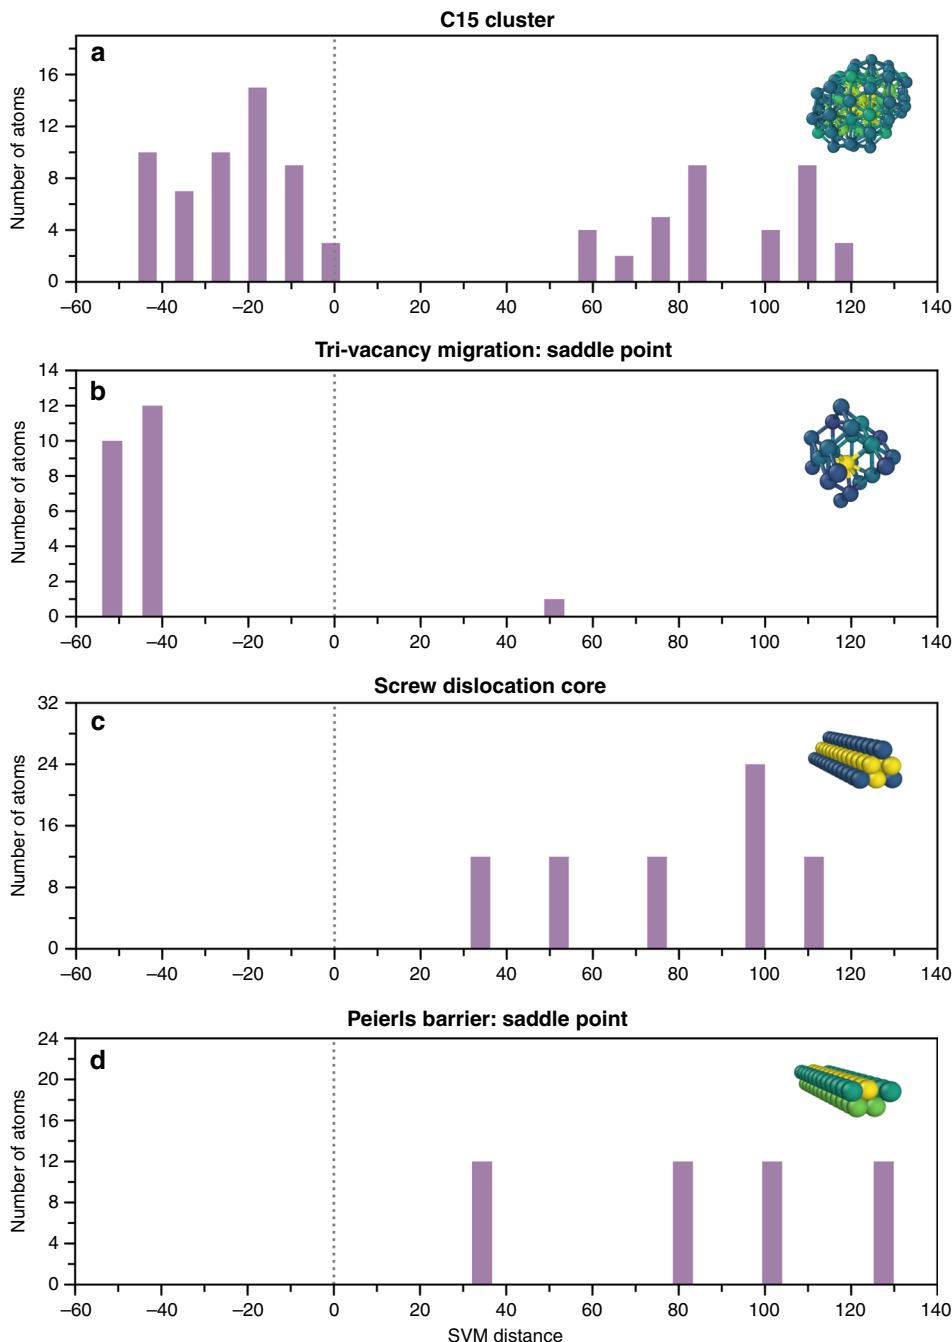 C15 cluster
a
Number of atoms
16
12
8
4
0
−60 −40 −20 0 20 40 60 80 100 120 140
Tri-vacancy migration: saddle point
b
Number of atoms
14
12
10
8
6
4
2
0
−60 −40 −20 0 20 40 60 80 100 120 140
Screw dislocation core
c
Number of atoms
32
24
16
8
0
−60 −40 −20 0 20 40 60 80 100 120 140
Peierls barrier: saddle point
d
Number of atoms
24
20
16
12
8
4
0
−60 −40 −20 0 20 40 60 80 100 120 140
SVM distance